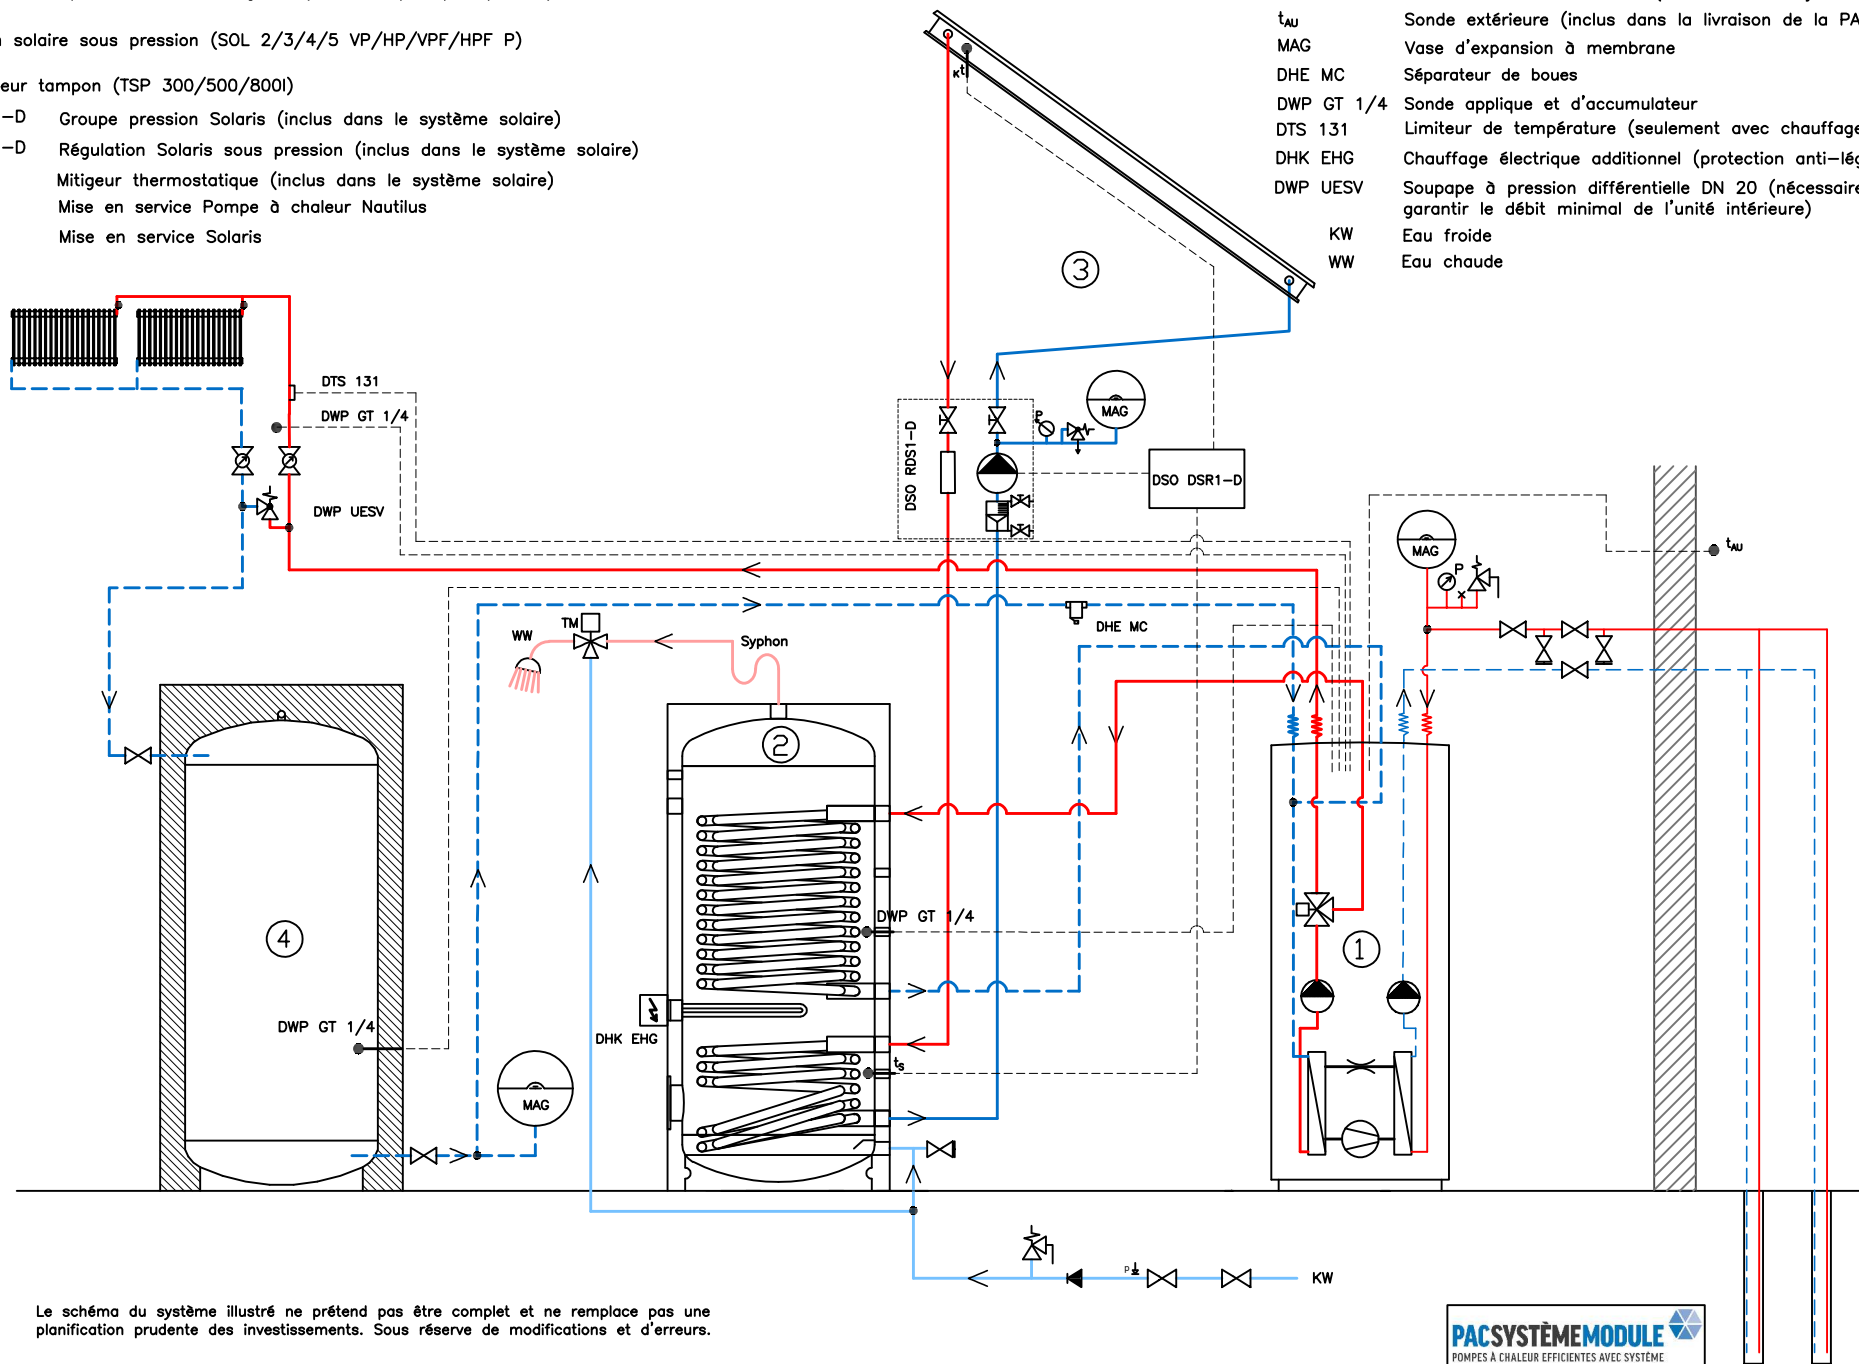 solaire sous pression (SOL 2/3/4/5 VP/HP/VPF/HPF P)
eur tampon (TSP 300/500/800l)
-D Groupe pression Solaris (inclus dans le système solaire)
-D Régulation Solaris sous pression (inclus dans le système solaire)
Mitigeur thermostatique (inclus dans le système solaire)
Mise en service Pompe à chaleur Nautilus
Mise en service Solaris
tAU Sonde extérieure (inclus dans la livraison de la PA
MAG Vase d'expansion à membrane
DHE MC Séparateur de boues
DWP GT 1/4 Sonde applique et d'accumulateur
DTS 131 Limiteur de température (seulement avec chauffage
DHK EHG Chauffage électrique additionnel (protection anti-lég
DWP UESV Soupape à pression différentielle DN 20 (nécessaire
garantir le débit minimal de l'unité intérieure)
KW Eau froide
WW Eau chaude
Kt
3
DTS 131
DWP GT 1/4
DWP UESV
DSO RDS1-D
P
MAG
DSO DSR1-D
MAG
P
tAU
DHE MC
WW
TM
Syphon
2
4
DWP GT 1/4
1
DWP GT 1/4
DHK EHG
tS
MAG
P
KW
Le schéma du système illustré ne prétend pas être complet et ne remplace pas une
planification prudente des investissements. Sous réserve de modifications et d'erreurs.
PACSYSTÈMEMODULE
POMPES À CHALEUR EFFICIENTES AVEC SYSTÈME